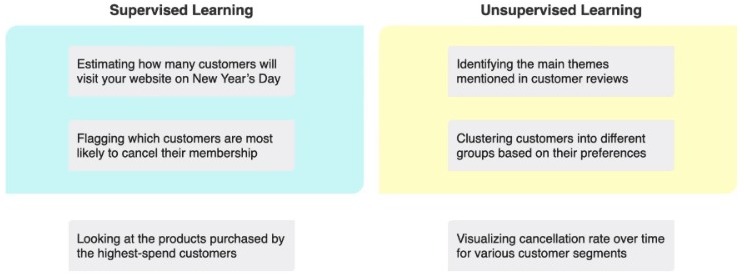 Supervised Learning
Unsupervised Learning
Estimating how many customers will
visit your website on New Year's Day
Identifying the main themes
mentioned in customer reviews
Flagging which customers are most
likely to cancel their membership
Clustering customers into different
groups based on their preferences
Looking at the products purchased by
the highest-spend customers
Visualizing cancellation rate over time
for various customer segments